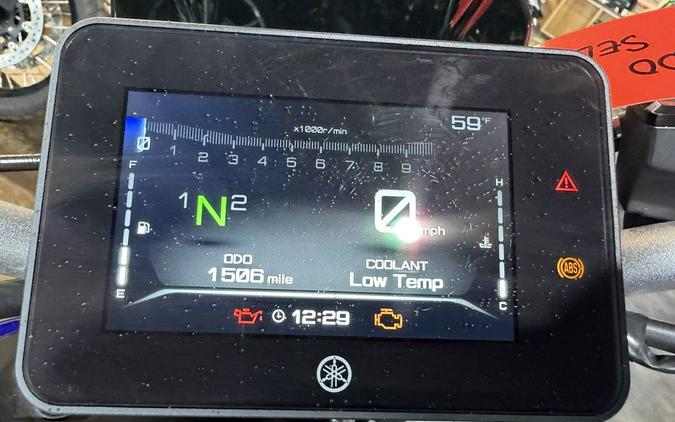 59°F
x1000r/min
0 1 2 3 4 5 6 7 8 9
F H
1 N 2 0 mph
ODO COOLANT
1506 mile Low Temp
E C
12:29
ABS